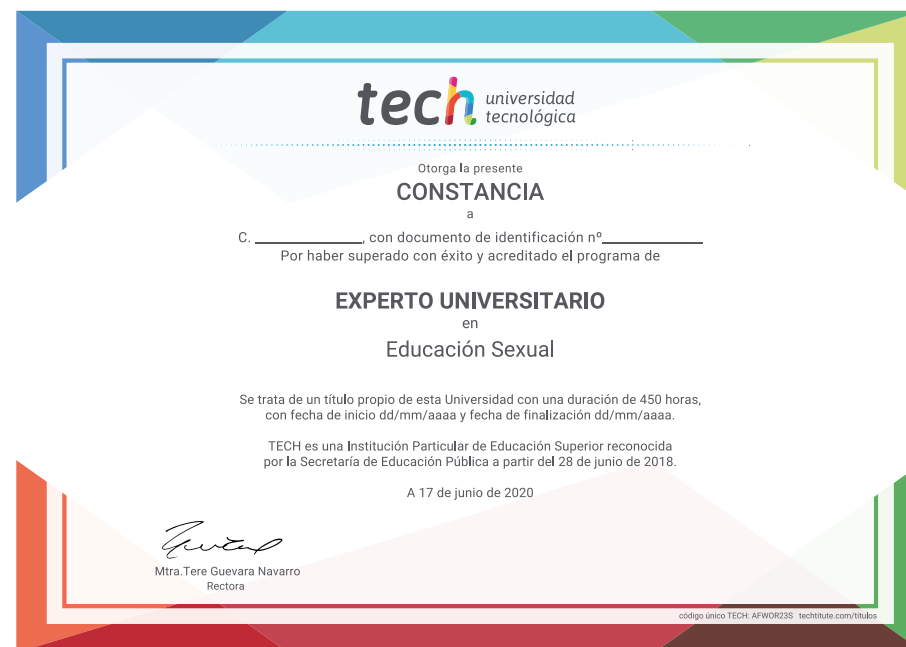 tech universidad
tecnológica
Otorga la presente
CONSTANCIA
a
C. ____________, con documento de identificación nº____________
Por haber superado con éxito y acreditado el programa de
EXPERTO UNIVERSITARIO
en
Educación Sexual
Se trata de un título propio de esta Universidad con una duración de 450 horas,
con fecha de inicio dd/mm/aaaa y fecha de finalización dd/mm/aaaa.
TECH es una Institución Particular de Educación Superior reconocida
por la Secretaría de Educación Pública a partir del 28 de junio de 2018.
A 17 de junio de 2020
Mtra.Tere Guevara Navarro
Rectora
código único TECH: AFWOR23S techtitute.com/titulos